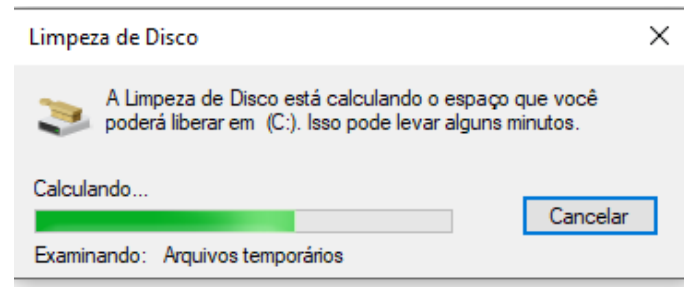 Limpeza de Disco
A Limpeza de Disco está calculando o espaço que você
poderá liberar em  (C:). Isso pode levar alguns minutos.
Calculando...
Cancelar
Examinando:   Arquivos temporários